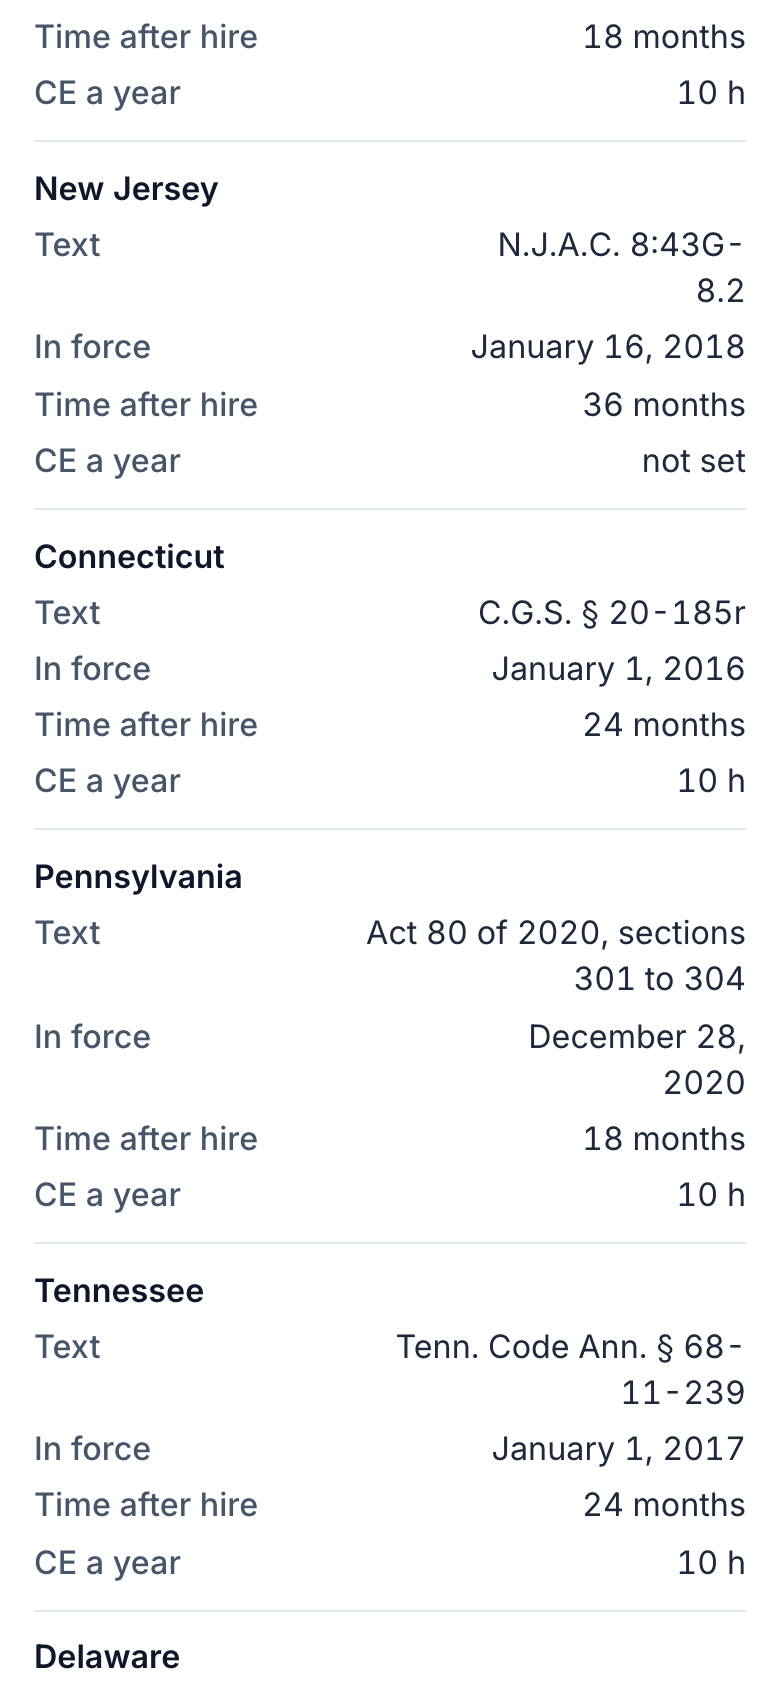 Time after hire 18 months
CE a year 10 h
New Jersey
Text N.J.A.C. 8:43G-
8.2
In force January 16, 2018
Time after hire 36 months
CE a year not set
Connecticut
Text C.G.S. § 20-185r
In force January 1, 2016
Time after hire 24 months
CE a year 10 h
Pennsylvania
Text Act 80 of 2020, sections
301 to 304
In force December 28,
2020
Time after hire 18 months
CE a year 10 h
Tennessee
Text Tenn. Code Ann. § 68-
11-239
In force January 1, 2017
Time after hire 24 months
CE a year 10 h
Delaware